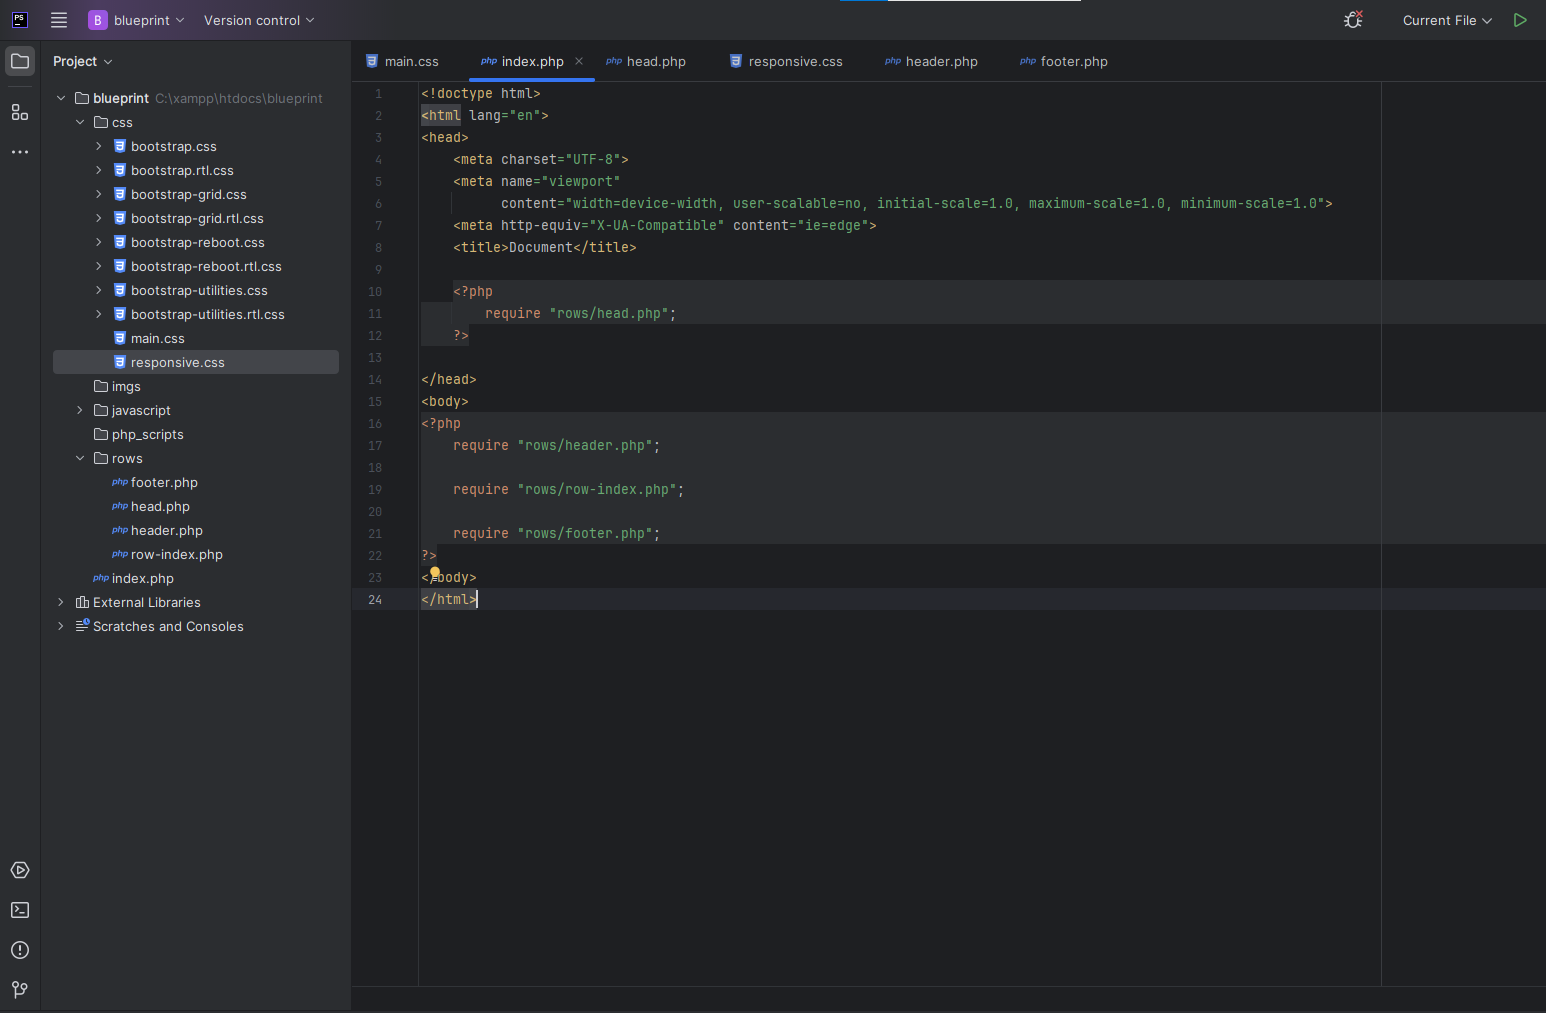 PS B blueprint Version control Current File
Project
main.css index.php head.php responsive.css header.php footer.php
blueprint C:\xampp\htdocs\blueprint
css
bootstrap.css
bootstrap.rtl.css
bootstrap-grid.css
bootstrap-grid.rtl.css
bootstrap-reboot.css
bootstrap-reboot.rtl.css
bootstrap-utilities.css
bootstrap-utilities.rtl.css
main.css
responsive.css
imgs
javascript
php_scripts
rows
php footer.php
php head.php
php header.php
php row-index.php
php index.php
External Libraries
Scratches and Consoles
1 <!doctype html>
2 <html lang="en">
3 <head>
4     <meta charset="UTF-8">
5     <meta name="viewport"
6           content="width=device-width, user-scalable=no, initial-scale=1.0, maximum-scale=1.0, minimum-scale=1.0">
7     <meta http-equiv="X-UA-Compatible" content="ie=edge">
8     <title>Document</title>
9
10     <?php
11         require "rows/head.php";
12     ?>
13
14 </head>
15 <body>
16 <?php
17     require "rows/header.php";
18
19     require "rows/row-index.php";
20
21     require "rows/footer.php";
22 ?>
23 </body>
24 </html>